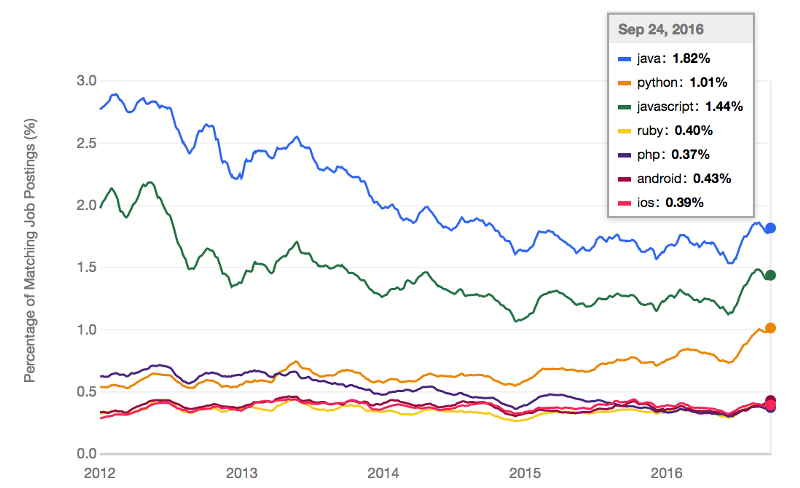 Sep 24, 2016
java: 1.82%
python: 1.01%
javascript: 1.44%
ruby: 0.40%
php: 0.37%
android: 0.43%
ios: 0.39%
Percentage of Matching Job Postings (%)
3.0
2.5
2.0
1.5
1.0
0.5
0.0
2012 2013 2014 2015 2016